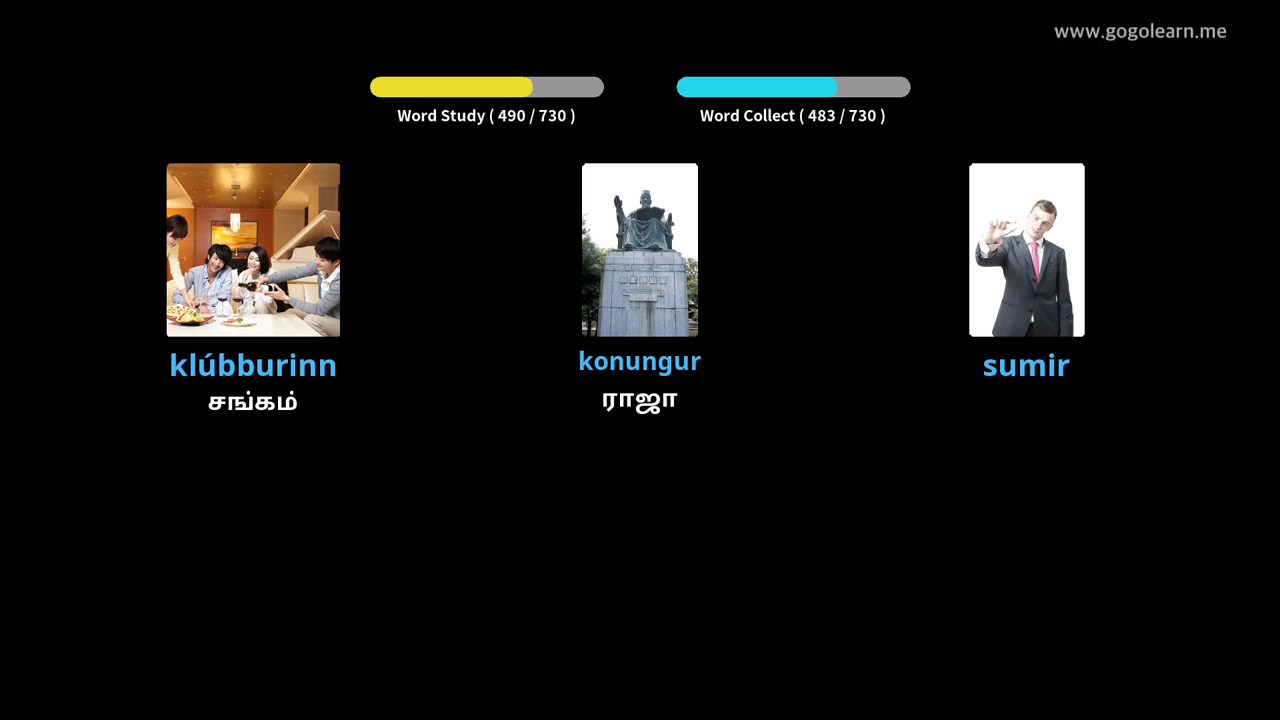 www.gogolearn.me
Word Study ( 490 / 730 )
Word Collect ( 483 / 730 )
klúbburinn
சங்கம்
konungur
ராஜா
sumir